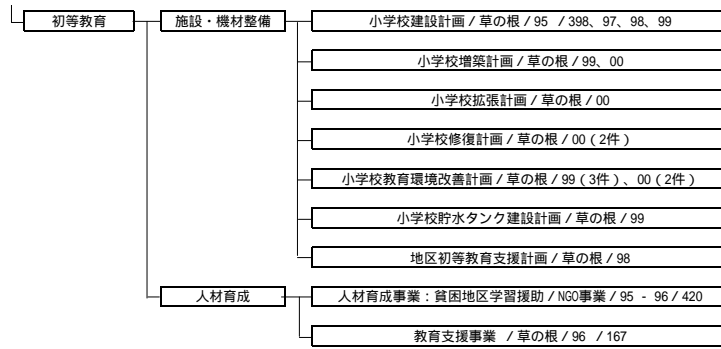 初等教育
施設・機材整備
小学校建設計画 / 草の根 / 95 / 398、97、98、99
小学校増築計画 / 草の根 / 99、00
小学校拡張計画 / 草の根 / 00
小学校修復計画 / 草の根 / 00 ( 2件 )
小学校教育環境改善計画 / 草の根 / 99 ( 3件 )、00 ( 2件 )
小学校貯水タンク建設計画 / 草の根 / 99
地区初等教育支援計画 / 草の根 / 98
人材育成
人材育成事業 : 貧困地区学習援助 / NGO事業 / 95 - 96 / 420
教育支援事業 / 草の根 / 96 / 167